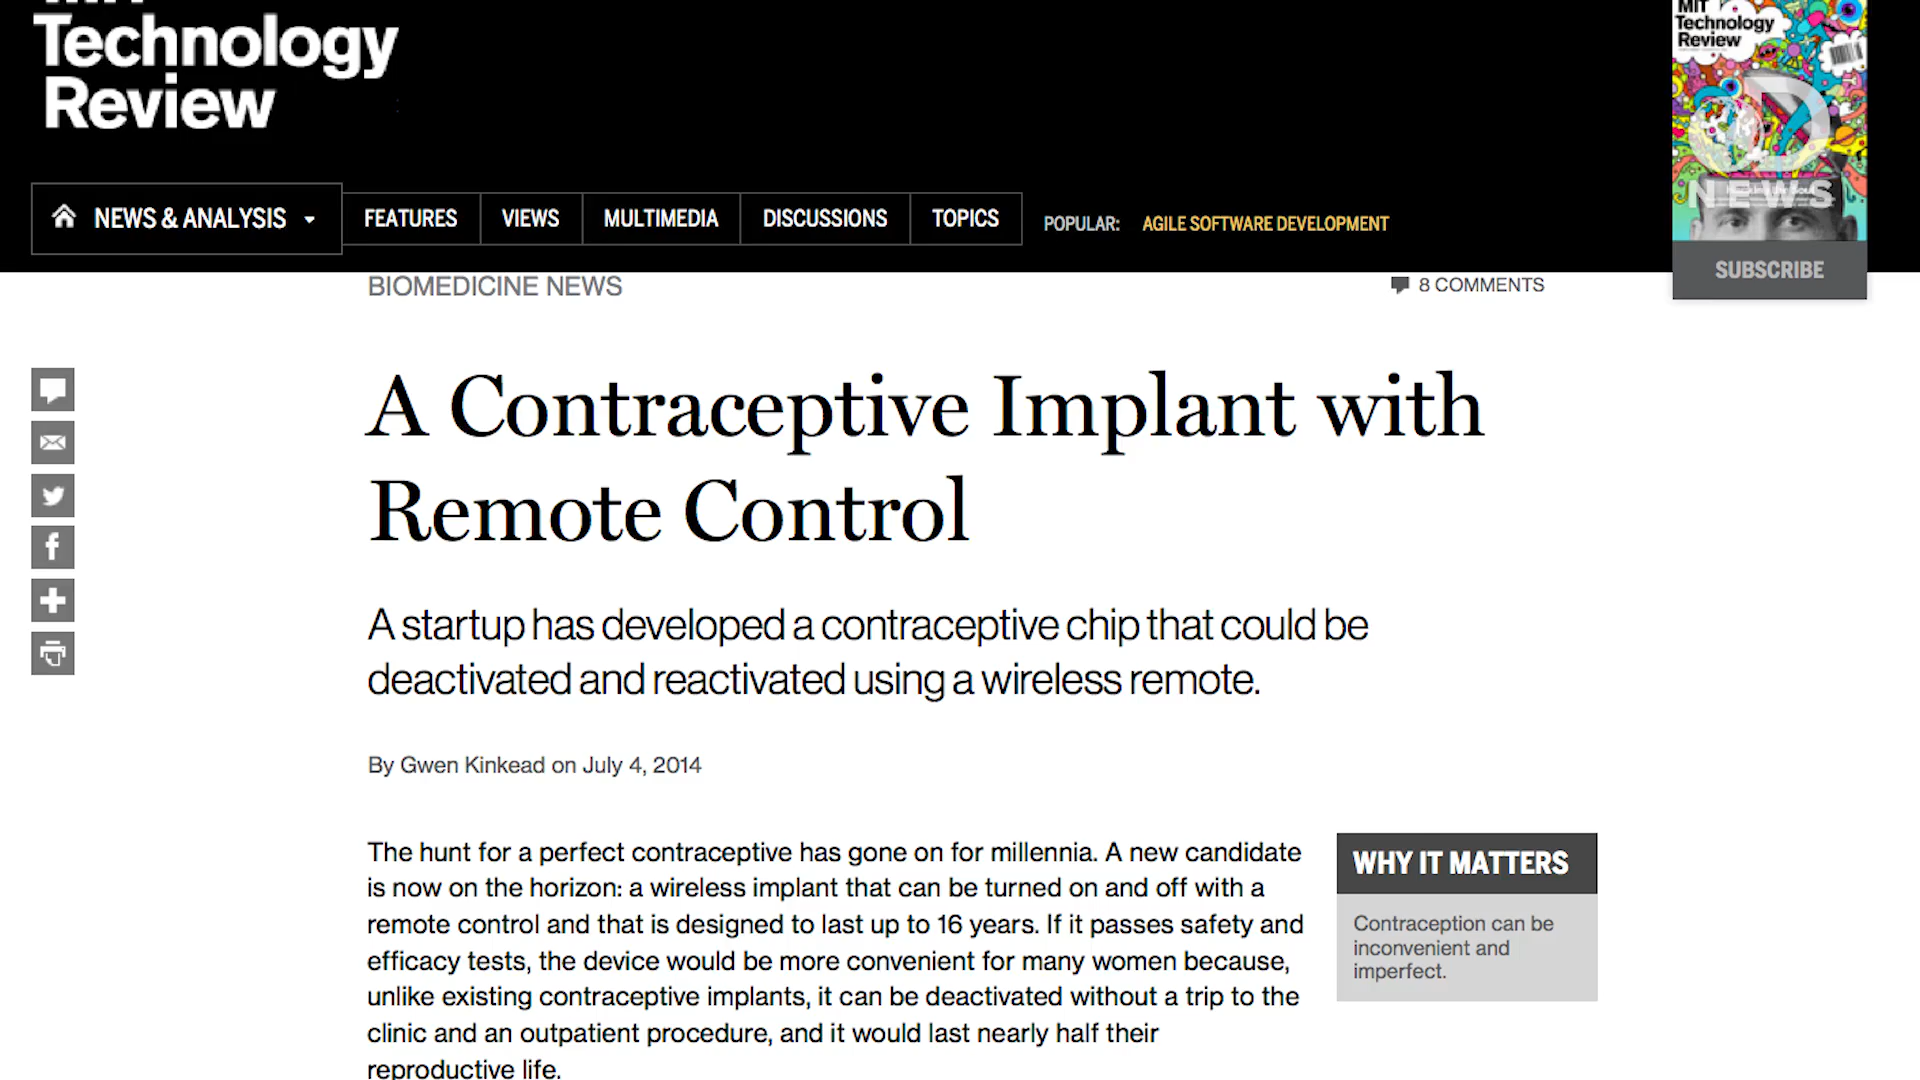 MIT
Technology
Review
MIT
Technology
Review
NEWS
SUBSCRIBE
NEWS & ANALYSIS
FEATURES
VIEWS
MULTIMEDIA
DISCUSSIONS
TOPICS
POPULAR:
AGILE SOFTWARE DEVELOPMENT
BIOMEDICINE NEWS
8 COMMENTS
A Contraceptive Implant with
Remote Control
A startup has developed a contraceptive chip that could be
deactivated and reactivated using a wireless remote.
By Gwen Kinkead on July 4, 2014
The hunt for a perfect contraceptive has gone on for millennia. A new candidate
is now on the horizon: a wireless implant that can be turned on and off with a
remote control and that is designed to last up to 16 years. If it passes safety and
efficacy tests, the device would be more convenient for many women because,
unlike existing contraceptive implants, it can be deactivated without a trip to the
clinic and an outpatient procedure, and it would last nearly half their
reproductive life.
WHY IT MATTERS
Contraception can be
inconvenient and
imperfect.